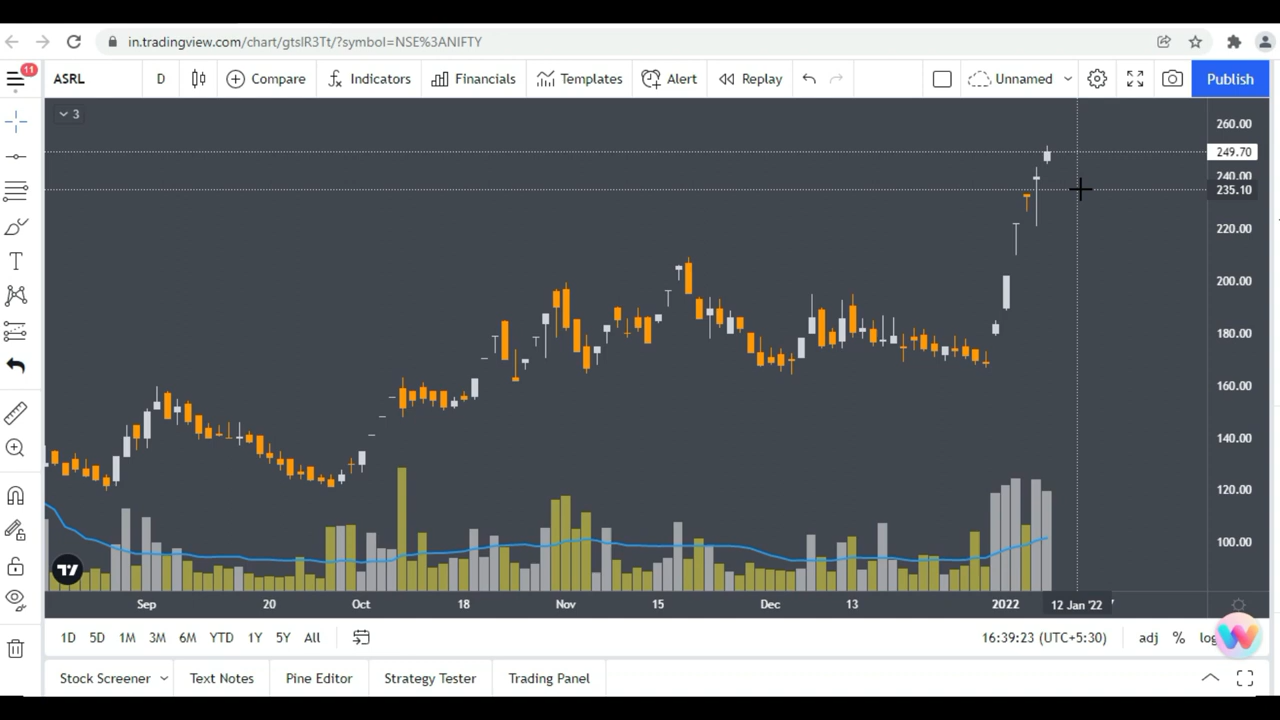 in.tradingview.com/chart/gtsIR3Tt/?symbol=NSE%3ANIFTY
11
ASRL D Compare Indicators Financials Templates Alert Replay Unnamed Publish
3
260.00
249.70
240.00
235.10
220.00
200.00
180.00
160.00
140.00
120.00
100.00
Sep 20 Oct 18 Nov 15 Dec 13 2022 12 Jan '22
1D 5D 1M 3M 6M YTD 1Y 5Y All 16:39:23 (UTC+5:30) adj % log
Stock Screener Text Notes Pine Editor Strategy Tester Trading Panel